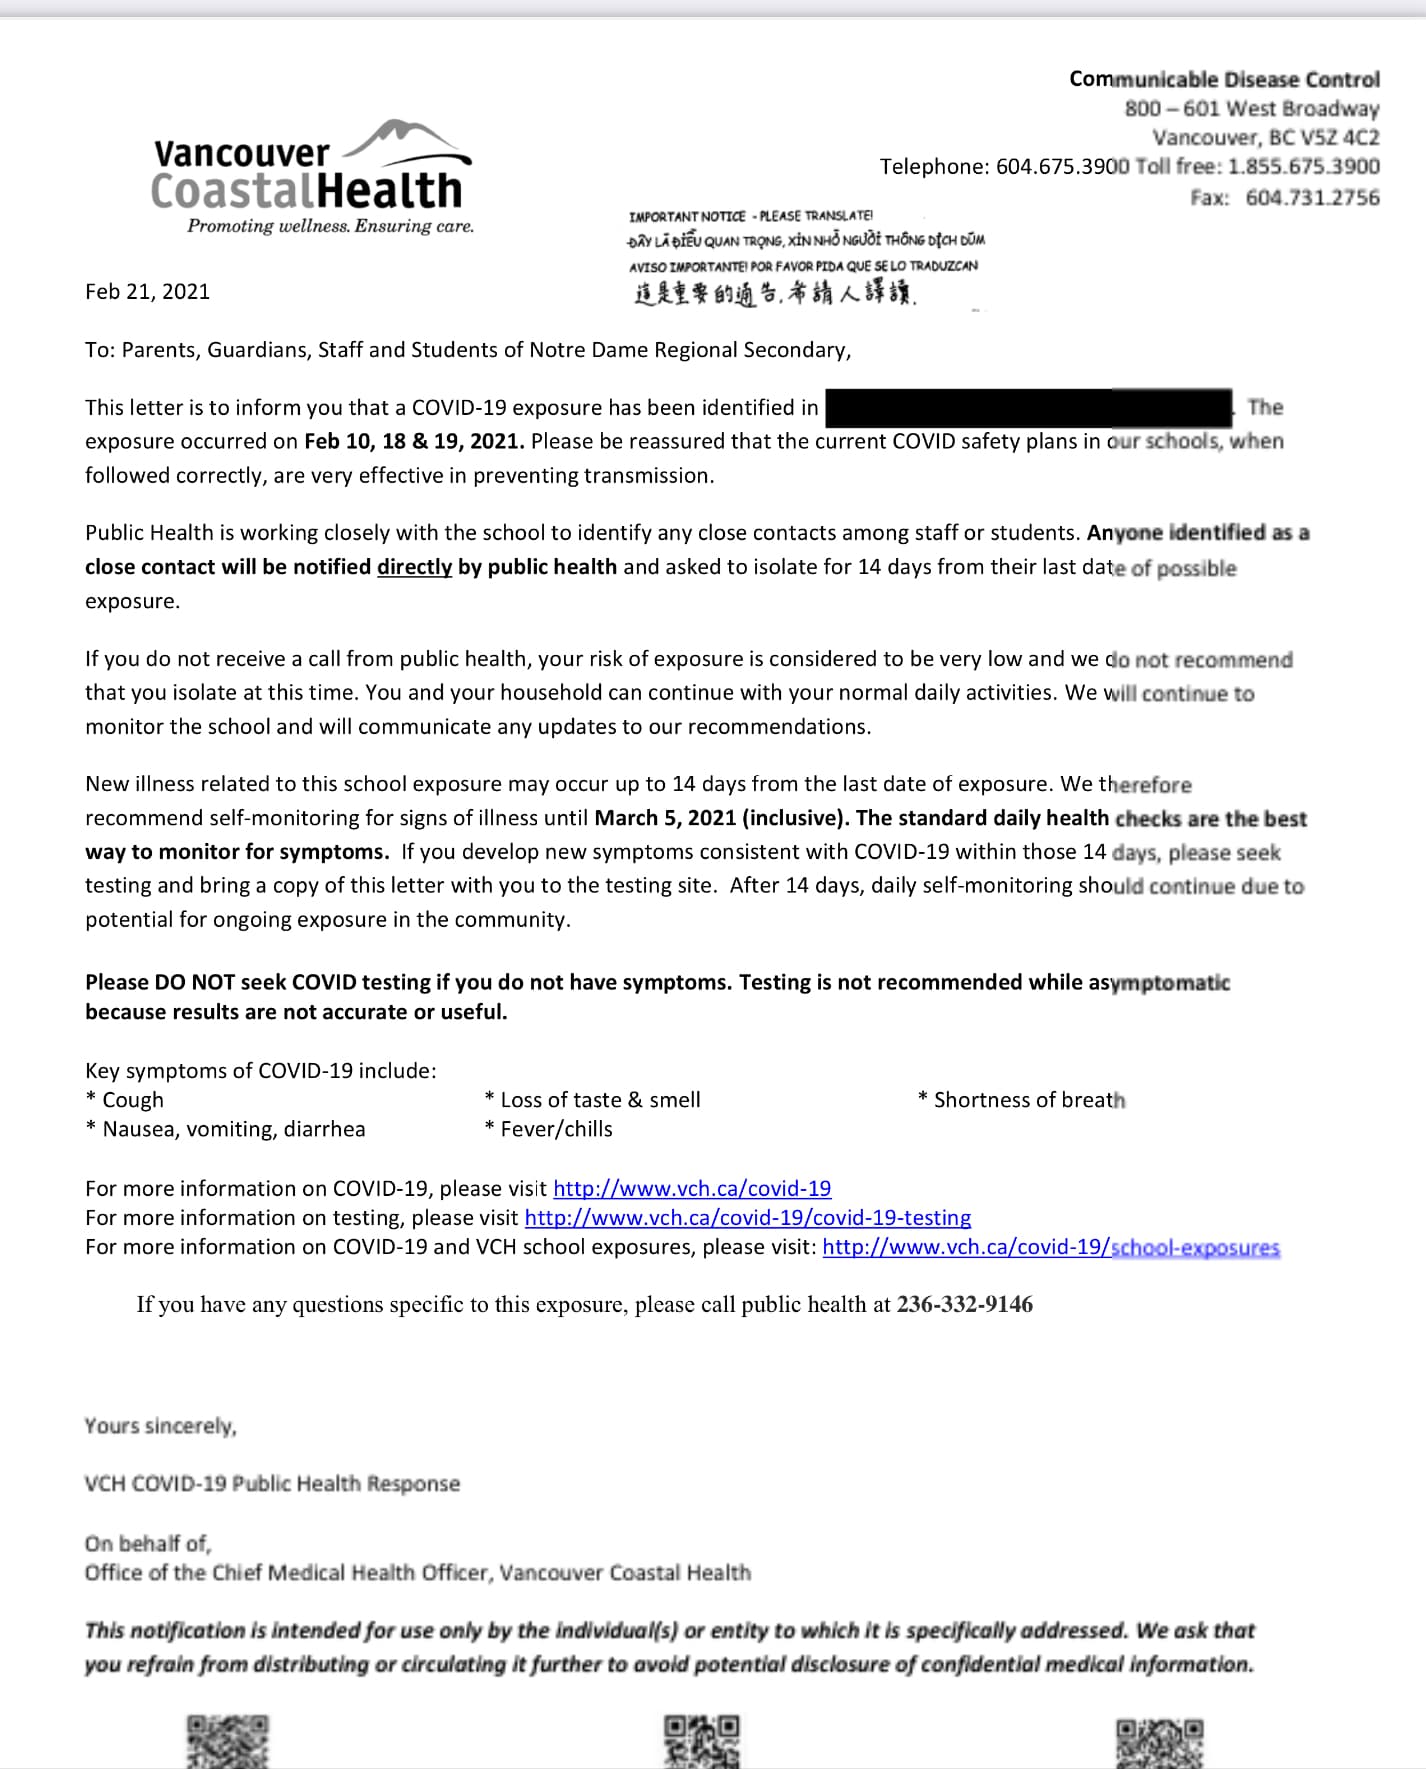 Communicable Disease Control
800 – 601 West Broadway
Vancouver, BC V5Z 4C2
Telephone: 604.675.3900 Toll free: 1.855.675.3900
Fax: 604.731.2756
Vancouver
CoastalHealth
Promoting wellness. Ensuring care.
IMPORTANT NOTICE - PLEASE TRANSLATE!
ĐÂY LÀ ĐIỀU QUAN TRỌNG, XIN NHỜ NGƯỜI THÔNG DỊCH DÙM
AVISO IMPORTANTE! POR FAVOR PIDA QUE SE LO TRADUZCAN
這是重要的通告,希請人譯讀.
Feb 21, 2021
To: Parents, Guardians, Staff and Students of Notre Dame Regional Secondary,
This letter is to inform you that a COVID-19 exposure has been identified in . The
exposure occurred on Feb 10, 18 & 19, 2021. Please be reassured that the current COVID safety plans in our schools, when
followed correctly, are very effective in preventing transmission.
Public Health is working closely with the school to identify any close contacts among staff or students. Anyone identified as a
close contact will be notified directly by public health and asked to isolate for 14 days from their last date of possible
exposure.
If you do not receive a call from public health, your risk of exposure is considered to be very low and we do not recommend
that you isolate at this time. You and your household can continue with your normal daily activities. We will continue to
monitor the school and will communicate any updates to our recommendations.
New illness related to this school exposure may occur up to 14 days from the last date of exposure. We therefore
recommend self-monitoring for signs of illness until March 5, 2021 (inclusive). The standard daily health checks are the best
way to monitor for symptoms. If you develop new symptoms consistent with COVID-19 within those 14 days, please seek
testing and bring a copy of this letter with you to the testing site. After 14 days, daily self-monitoring should continue due to
potential for ongoing exposure in the community.
Please DO NOT seek COVID testing if you do not have symptoms. Testing is not recommended while asymptomatic
because results are not accurate or useful.
Key symptoms of COVID-19 include:
* Cough * Loss of taste & smell * Shortness of breath
* Nausea, vomiting, diarrhea * Fever/chills
For more information on COVID-19, please visit http://www.vch.ca/covid-19
For more information on testing, please visit http://www.vch.ca/covid-19/covid-19-testing
For more information on COVID-19 and VCH school exposures, please visit: http://www.vch.ca/covid-19/school-exposures
If you have any questions specific to this exposure, please call public health at 236-332-9146
Yours sincerely,
VCH COVID-19 Public Health Response
On behalf of,
Office of the Chief Medical Health Officer, Vancouver Coastal Health
This notification is intended for use only by the individual(s) or entity to which it is specifically addressed. We ask that
you refrain from distributing or circulating it further to avoid potential disclosure of confidential medical information.